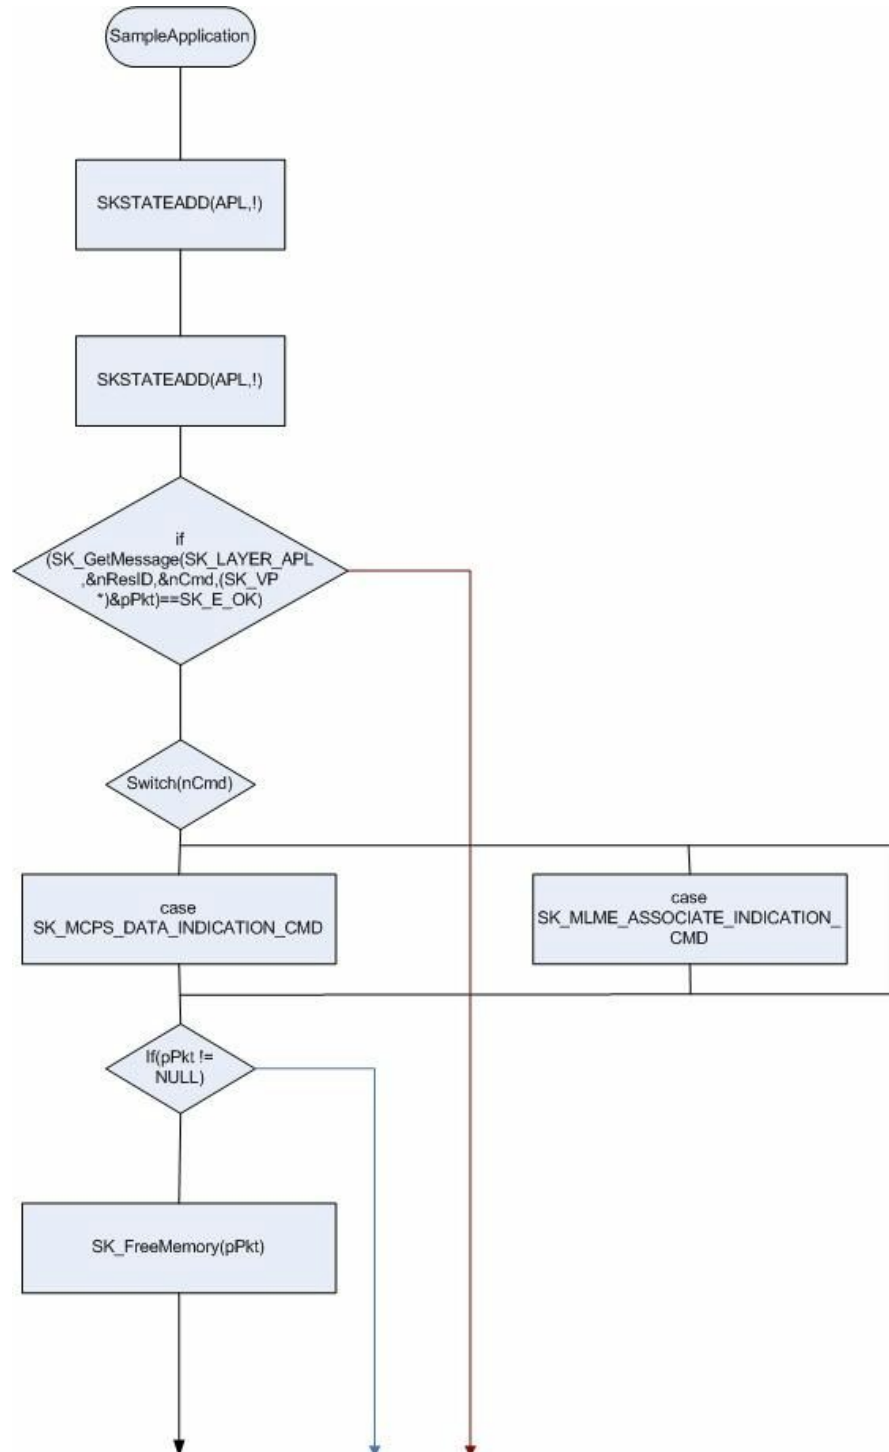 SampleApplication
SKSTATEADD(APL,!)
SKSTATEADD(APL,!)
if
(SK_GetMessage(SK_LAYER_APL
,&nResID,&nCmd,(SK_VP
*)&pPkt)==SK_E_OK)
Switch(nCmd)
case
SK_MCPS_DATA_INDICATION_CMD
case
SK_MLME_ASSOCIATE_INDICATION_
CMD
If(pPkt !=
NULL)
SK_FreeMemory(pPkt)